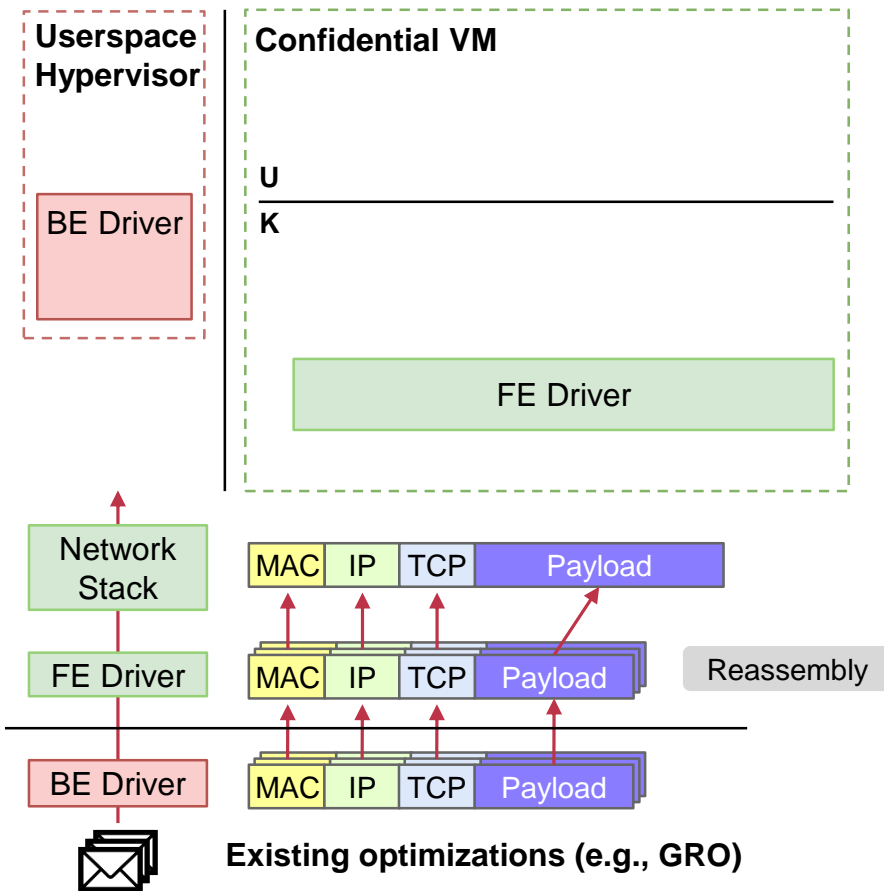 Userspace
Hypervisor
Confidential VM
U
K
BE Driver
FE Driver
Network
Stack
MAC IP TCP Payload
FE Driver
MAC IP TCP Payload
Reassembly
BE Driver
MAC IP TCP Payload
Existing optimizations (e.g., GRO)